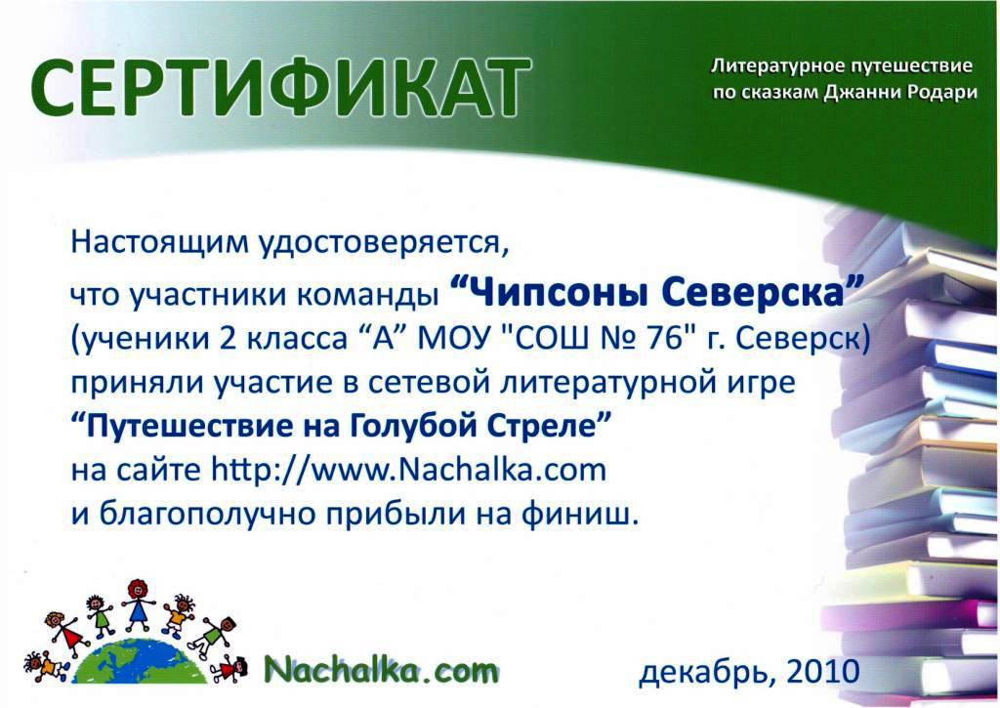 СЕРТИФИКАТ
Литературное путешествие
по сказкам Джанни Родари
Настоящим удостоверяется,
что участники команды “Чипсоны Северска”
(ученики 2 класса “А” МОУ "СОШ № 76" г. Северск)
приняли участие в сетевой литературной игре
“Путешествие на Голубой Стреле”
на сайте http://www.Nachalka.com
и благополучно прибыли на финиш.
Nachalka.com
декабрь, 2010